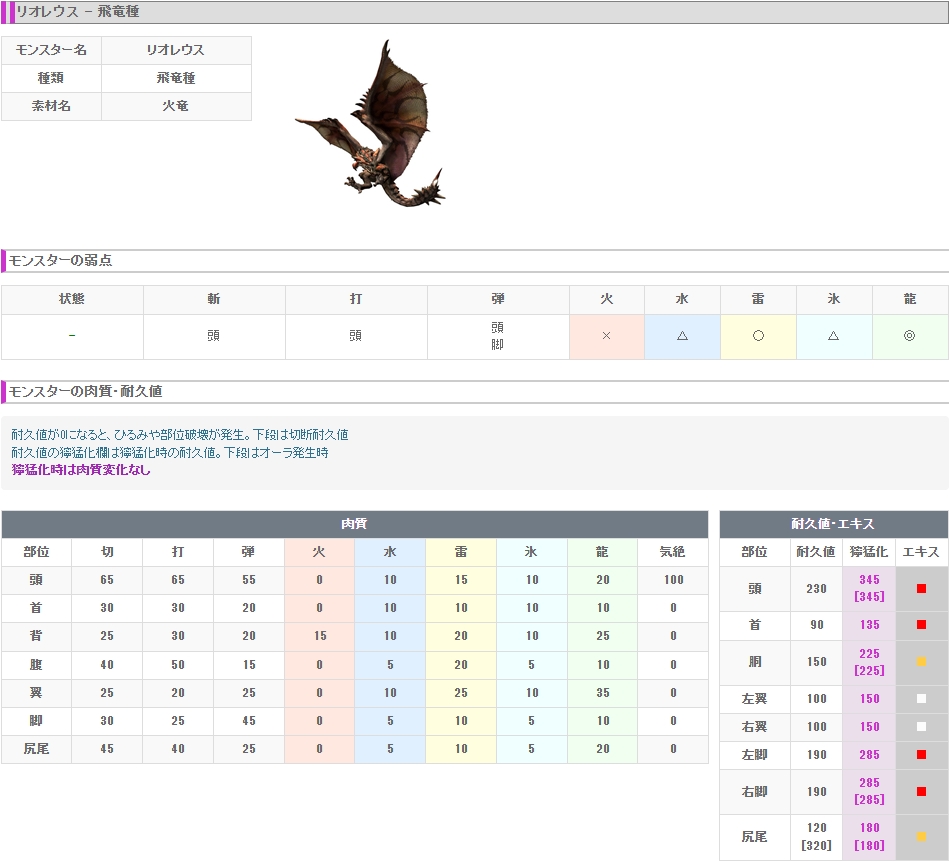 リオレウス - 飛竜種
モンスター名 リオレウス
種類 飛竜種
素材名 火竜
モンスターの弱点
状態 斬 打 弾 火 水 雷 氷 龍
- 頭 頭 頭 脚 × △ ○ △ ◎
モンスターの肉質・耐久値
耐久値が0になると、ひるみや部位破壊が発生。下段は切断耐久値
耐久値の獰猛化欄は獰猛化時の耐久値。下段はオーラ発生時
獰猛化時は肉質変化なし
肉質
部位 切 打 弾 火 水 雷 氷 龍 気絶
頭 65 65 55 0 10 15 10 20 100
首 30 30 20 0 10 10 10 10 0
背 25 30 20 15 10 20 10 25 0
腹 40 50 15 0 5 20 5 10 0
翼 25 20 25 0 10 25 10 35 0
脚 30 25 45 0 5 10 5 10 0
尻尾 45 40 25 0 5 10 5 20 0
耐久値・エキス
部位 耐久値 獰猛化 エキス
頭 230 345 [345]
首 90 135
胴 150 225 [225]
左翼 100 150
右翼 100 150
左脚 190 285
右脚 190 285 [285]
尻尾 120 [320] 180 [180]